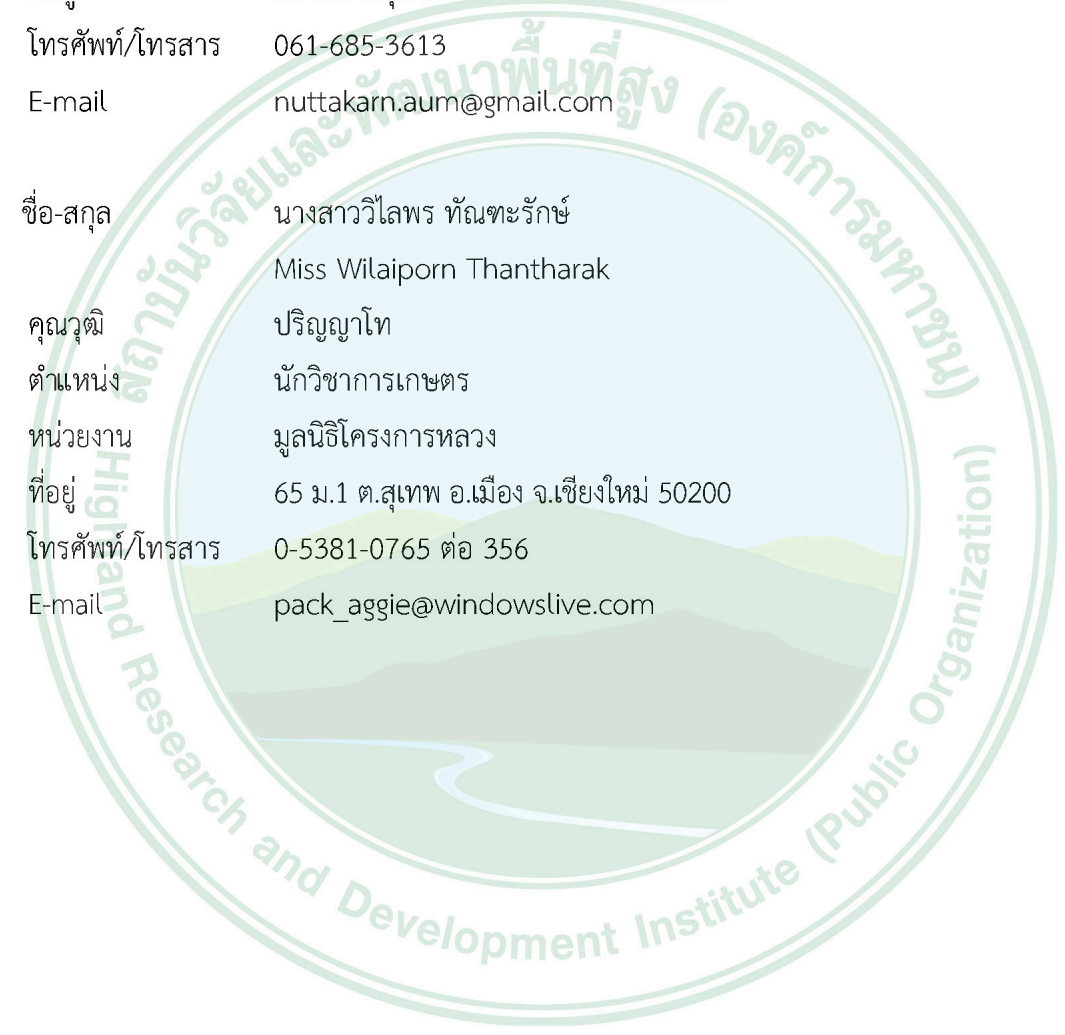 โทรศัพท์/โทรสาร 061-685-3613
E-mail nuttakarn.aum@gmail.com
ชื่อ-สกุล นางสาววิไลพร ทัณฑะรักษ์
Miss Wilaiporn Thantharak
คุณวุฒิ ปริญญาโท
ตำแหน่ง นักวิชาการเกษตร
หน่วยงาน มูลนิธิโครงการหลวง
ที่อยู่ 65 ม.1 ต.สุเทพ อ.เมือง จ.เชียงใหม่ 50200
โทรศัพท์/โทรสาร 0-5381-0765 ต่อ 356
E-mail pack_aggie@windowslive.com
สถาบันวิจัยและพัฒนาพื้นที่สูง (องค์การมหาชน)
Highland Research and Development Institute (Public Organization)